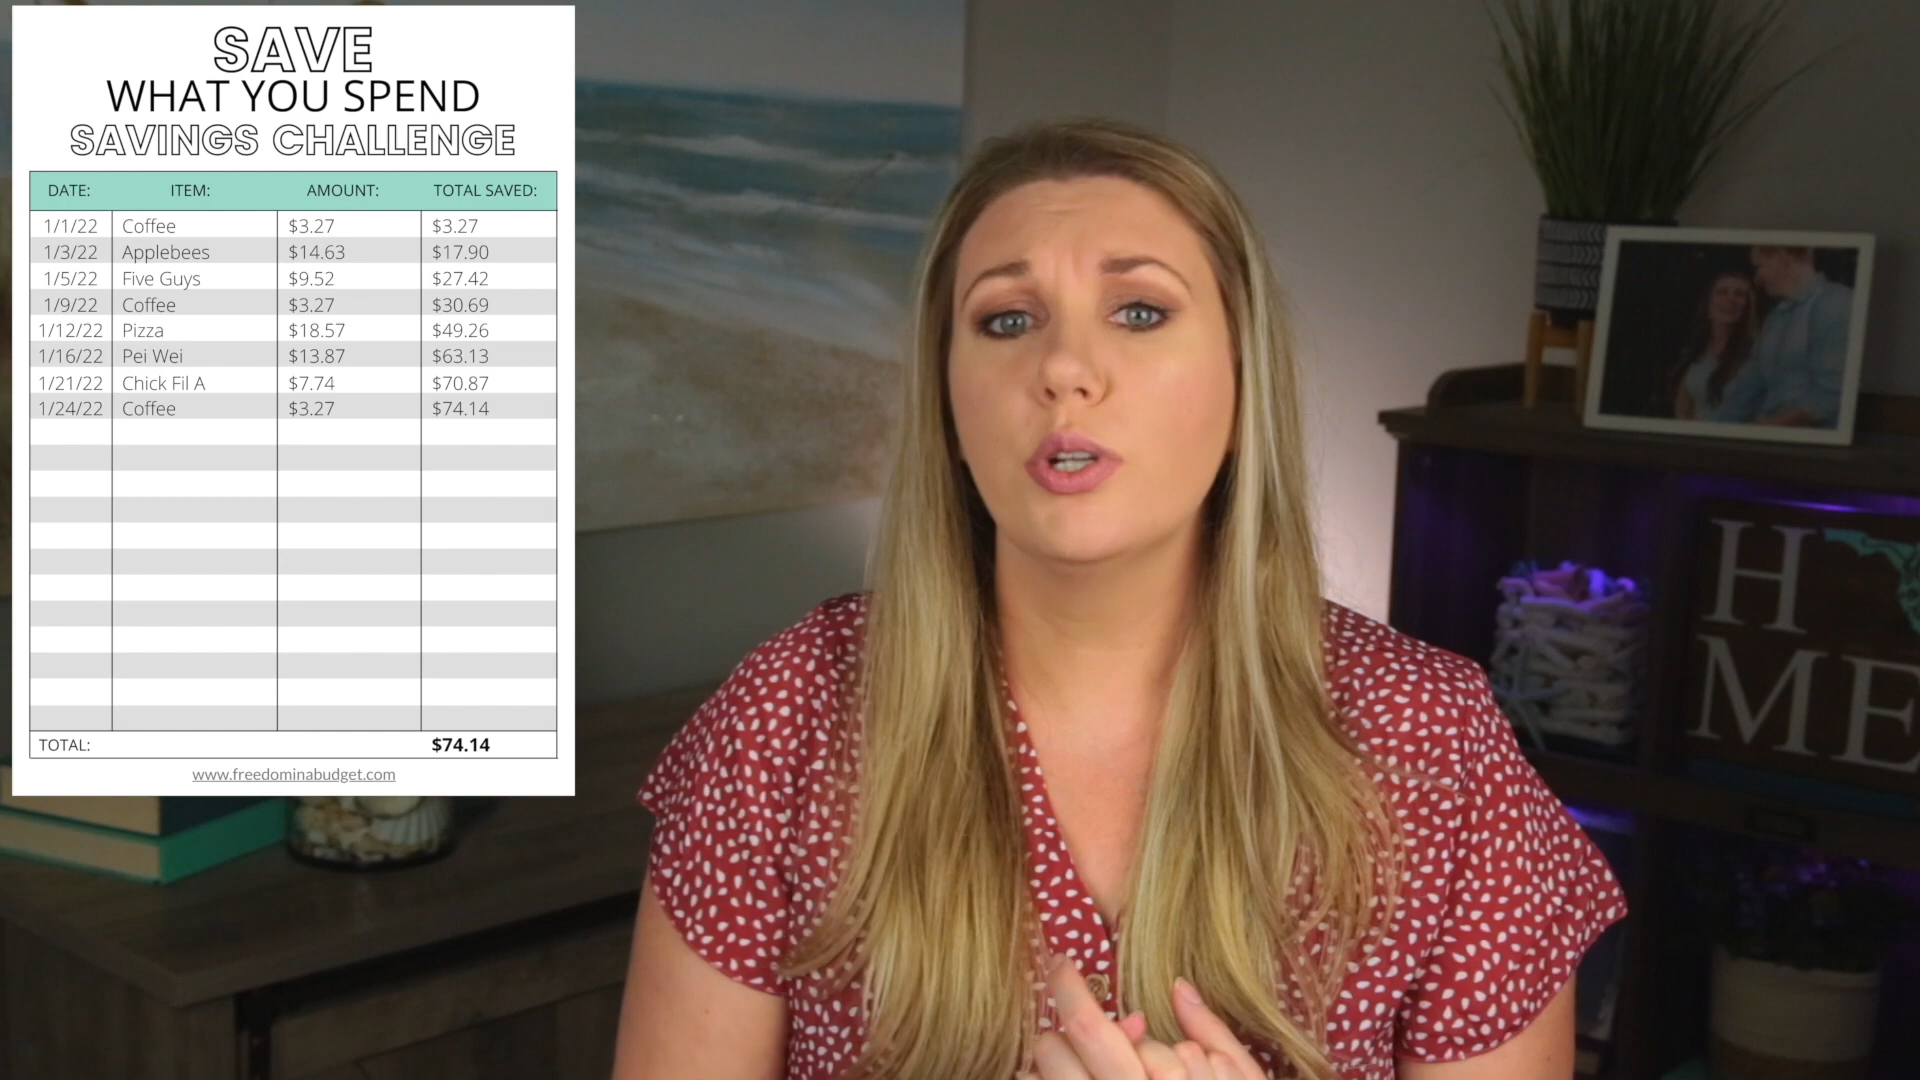 SAVE
WHAT YOU SPEND
SAVINGS CHALLENGE
DATE: ITEM: AMOUNT: TOTAL SAVED:
1/1/22 Coffee $3.27 $3.27
1/3/22 Applebees $14.63 $17.90
1/5/22 Five Guys $9.52 $27.42
1/9/22 Coffee $3.27 $30.69
1/12/22 Pizza $18.57 $49.26
1/16/22 Pei Wei $13.87 $63.13
1/21/22 Chick Fil A $7.74 $70.87
1/24/22 Coffee $3.27 $74.14
TOTAL: $74.14
www.freedominabudget.com
H
ME